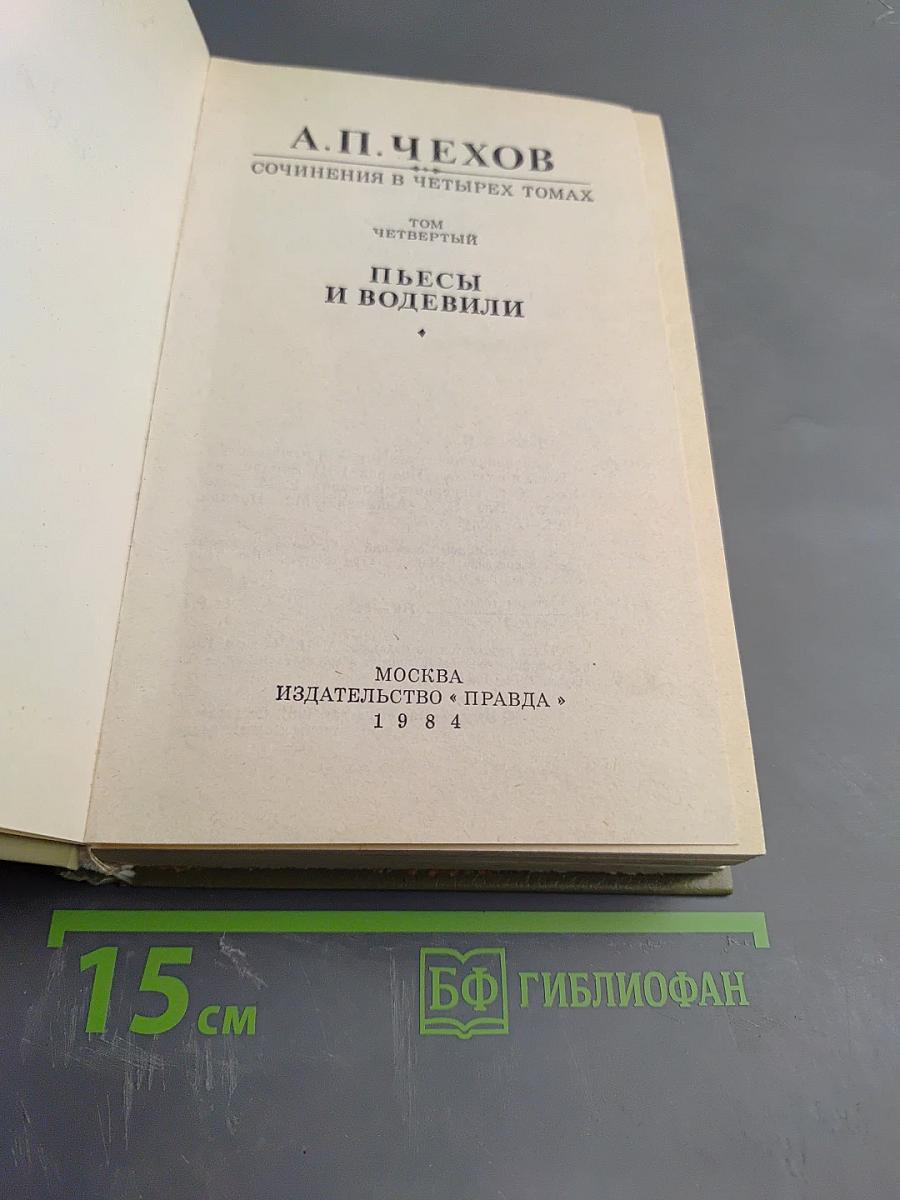 А.П.ЧЕХОВ
СОЧИНЕНИЯ В ЧЕТЫРЕХ ТОМАХ
ТОМ
ЧЕТВЕРТЫЙ
ПЬЕСЫ
И ВОДЕВИЛИ
МОСКВА
ИЗДАТЕЛЬСТВО «ПРАВДА»
1984
15 см
БФ ГИБЛИОФАН